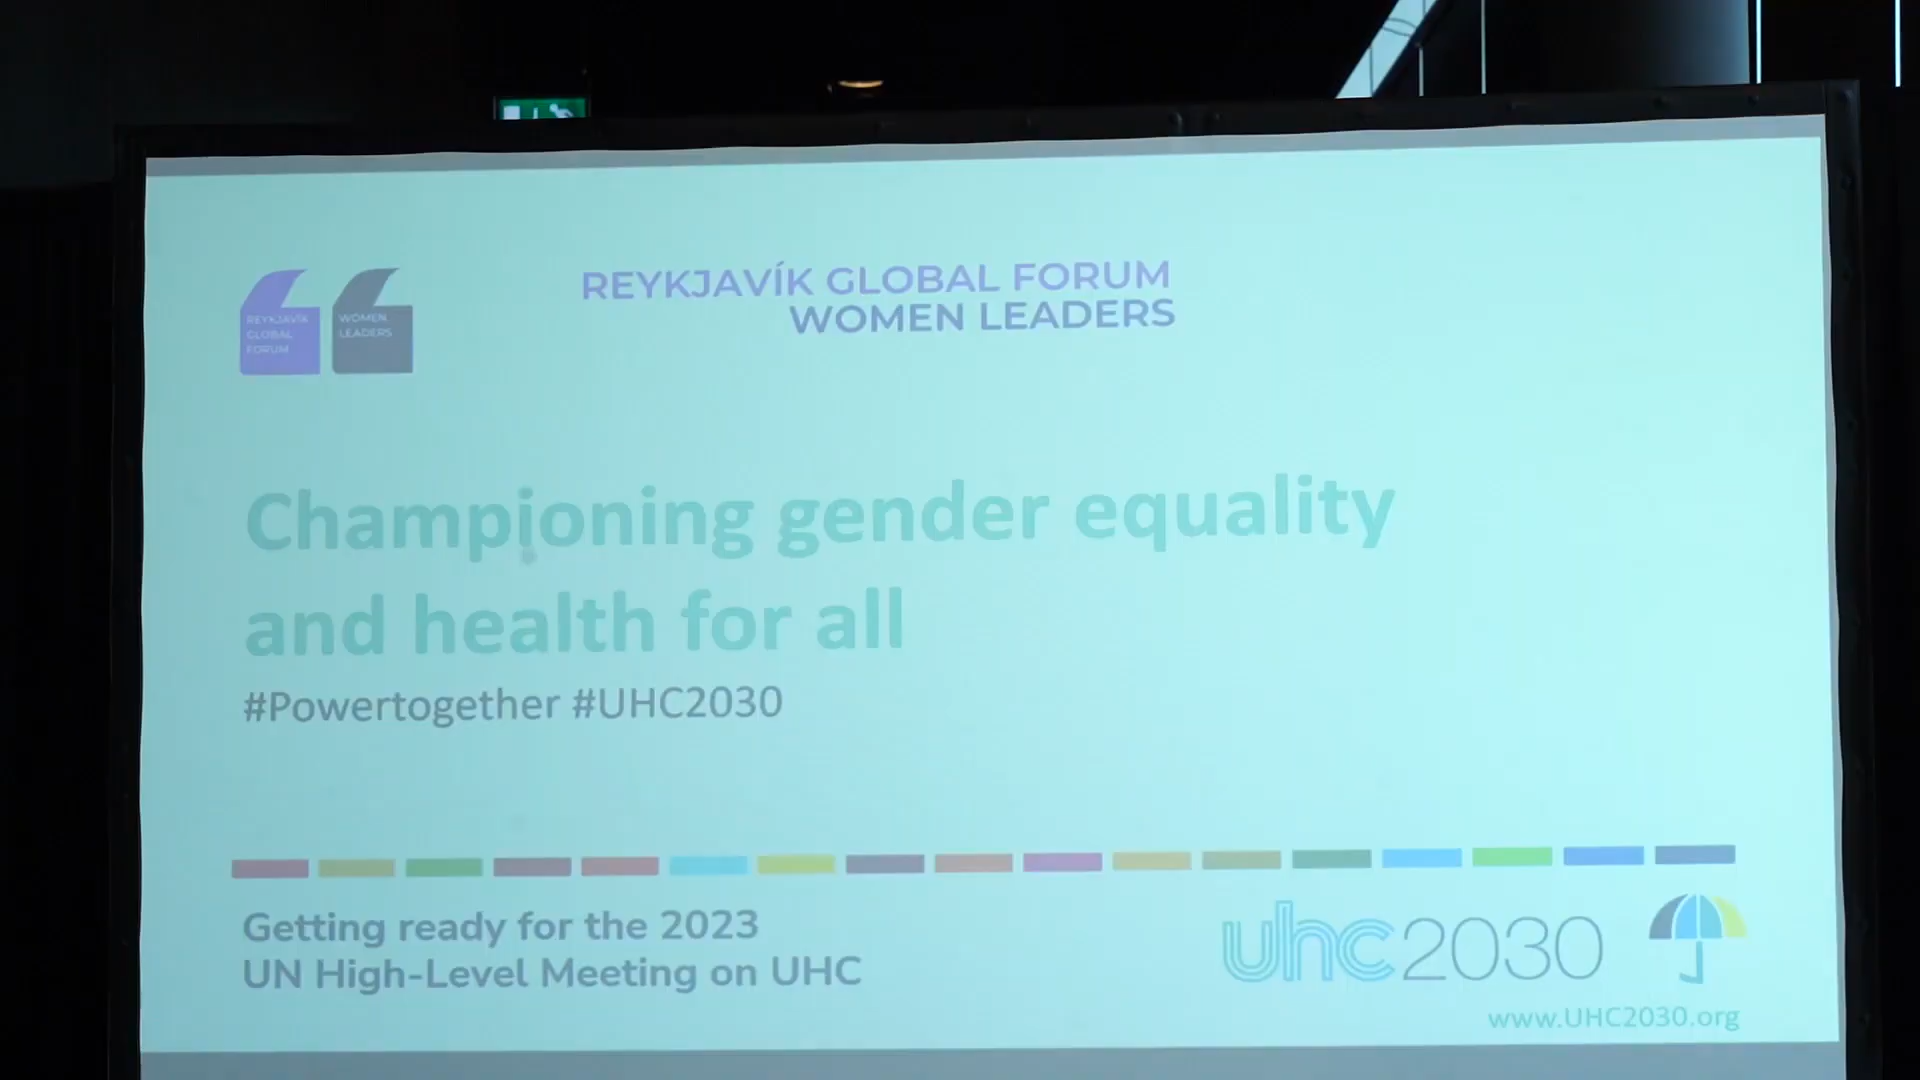 REYKJAVÍK
GLOBAL
FORUM
WOMEN
LEADERS
REYKJAVÍK GLOBAL FORUM
WOMEN LEADERS
Championing gender equality
and health for all
#Powertogether #UHC2030
Getting ready for the 2023
UN High-Level Meeting on UHC
uhc2030
www.UHC2030.org